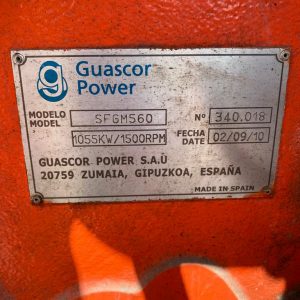 Guascor
Power
MODELO
MODEL
SFGM560
Nº 340.018
1055KW/1500RPM
FECHA
DATE
02/09/10
GUASCOR POWER S.A.Ù
20759 ZUMAIA, GIPUZKOA, ESPAÑA
MADE IN SPAIN